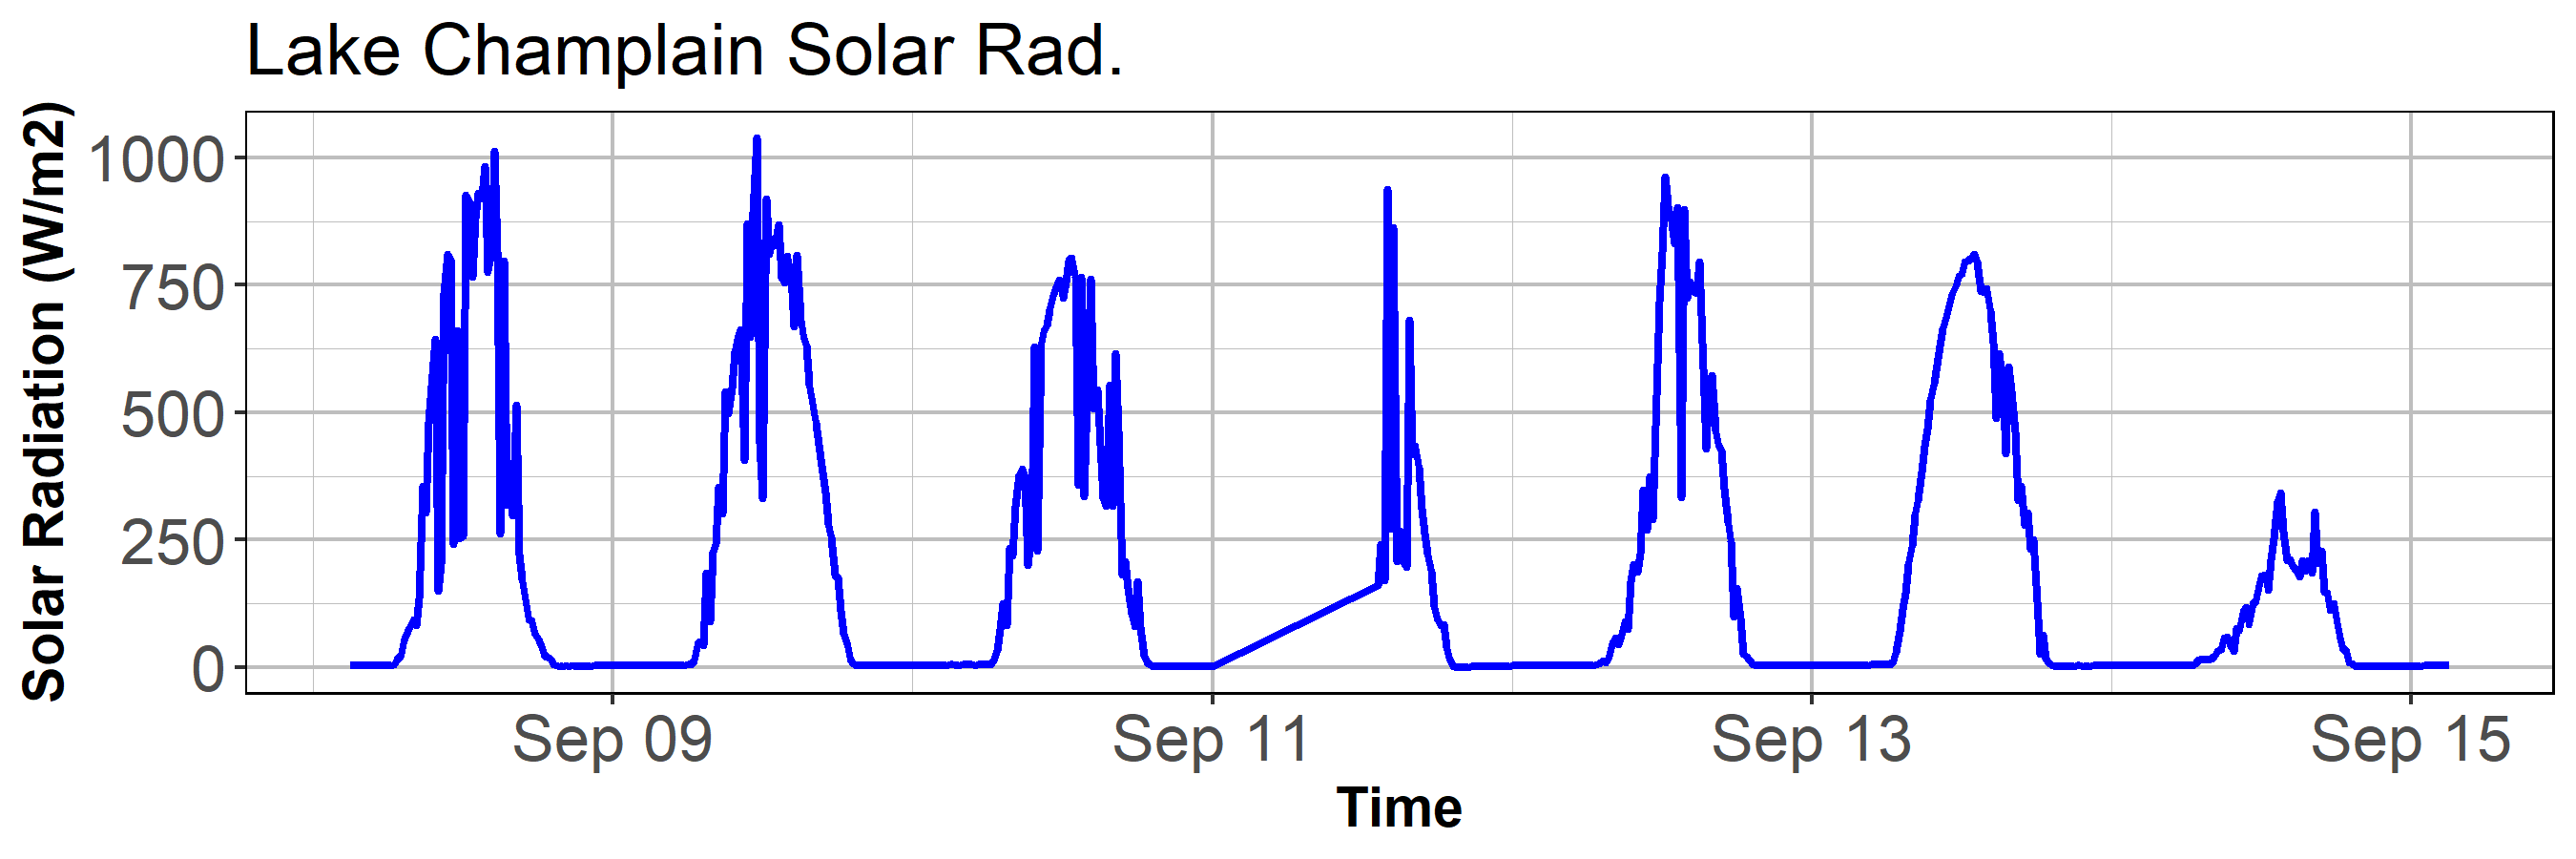 Lake Champlain Solar Rad.
Solar Radiation (W/m2)
1000
750
500
250
0
Sep 09 Sep 11 Sep 13 Sep 15
Time